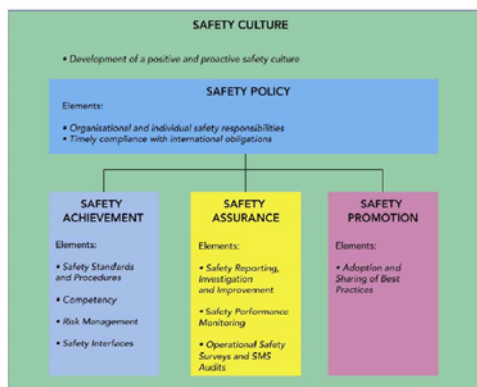 SAFETY CULTURE
• Development of a positive and proactive safety culture
SAFETY POLICY
Elements:
• Organisational and individual safety responsibilities
• Timely compliance with international obligations
SAFETY
ACHIEVEMENT
Elements:
• Safety Standards
and Procedures
• Competency
• Risk Management
• Safety Interfaces
SAFETY
ASSURANCE
Elements:
• Safety Reporting,
Investigation
and Improvement
• Safety Performance
Monitoring
• Operational Safety
Surveys and SMS
Audits
SAFETY
PROMOTION
Elements:
• Adoption and
Sharing of Best
Practices